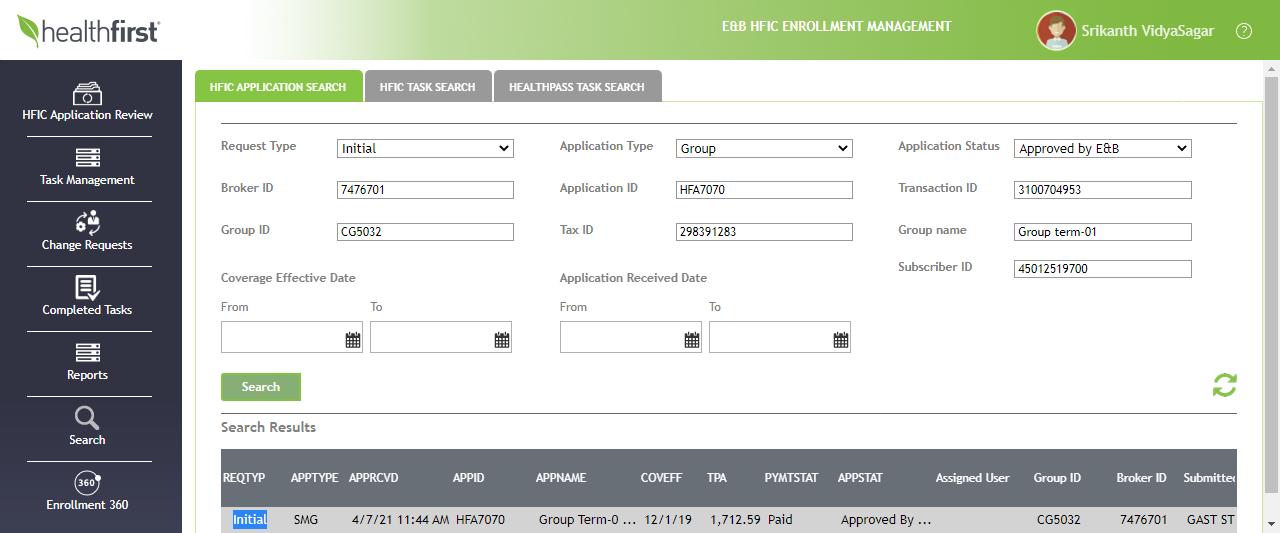 healthfirst
E&B HFIC ENROLLMENT MANAGEMENT
Srikanth VidyaSagar
?
HFIC Application Review
Task Management
Change Requests
Completed Tasks
Reports
Search
360°
Enrollment 360
HFIC APPLICATION SEARCH
HFIC TASK SEARCH
HEALTHPASS TASK SEARCH
Request Type Initial Application Type Group Application Status Approved by E&B
Broker ID 7476701 Application ID HFA7070 Transaction ID 3100704953
Group ID CG5032 Tax ID 298391283 Group name Group term-01
Subscriber ID 45012519700
Coverage Effective Date Application Received Date
From To From To
Search
Search Results
REQTYP APPTYPE APPRCVD APPID APPNAME COVEFF TPA PYMTSTAT APPSTAT Assigned User Group ID Broker ID Submitted
Initial SMG 4/7/21 11:44 AM HFA7070 Group Term-0 ... 12/1/19 1,712.59 Paid Approved By ... CG5032 7476701 GAST ST